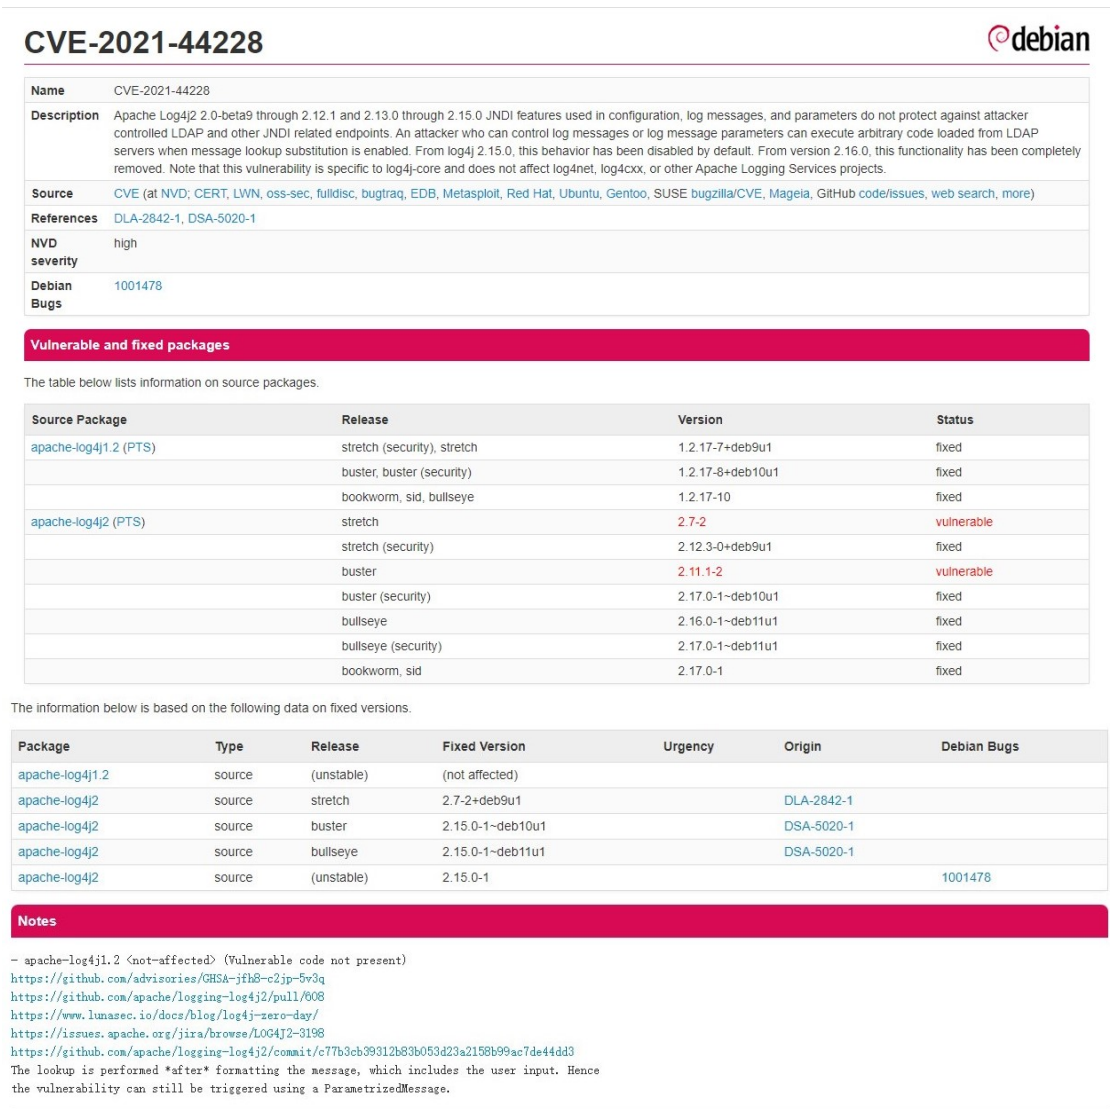 CVE-2021-44228
debian
Name CVE-2021-44228
Description Apache Log4j2 2.0-beta9 through 2.12.1 and 2.13.0 through 2.15.0 JNDI features used in configuration, log messages, and parameters do not protect against attacker
controlled LDAP and other JNDI related endpoints. An attacker who can control log messages or log message parameters can execute arbitrary code loaded from LDAP
servers when message lookup substitution is enabled. From log4j 2.15.0, this behavior has been disabled by default. From version 2.16.0, this functionality has been completely
removed. Note that this vulnerability is specific to log4j-core and does not affect log4net, log4cxx, or other Apache Logging Services projects.
Source CVE (at NVD; CERT, LWN, oss-sec, fulldisc, bugtraq, EDB, Metasploit, Red Hat, Ubuntu, Gentoo, SUSE bugzilla/CVE, Mageia, GitHub code/issues, web search, more)
References DLA-2842-1, DSA-5020-1
NVD severity high
Debian Bugs 1001478
Vulnerable and fixed packages
The table below lists information on source packages.
Source Package Release Version Status
apache-log4j1.2 (PTS) stretch (security), stretch 1.2.17-7+deb9u1 fixed
buster, buster (security) 1.2.17-8+deb10u1 fixed
bookworm, sid, bullseye 1.2.17-10 fixed
apache-log4j2 (PTS) stretch 2.7-2 vulnerable
stretch (security) 2.12.3-0+deb9u1 fixed
buster 2.11.1-2 vulnerable
buster (security) 2.17.0-1~deb10u1 fixed
bullseye 2.16.0-1~deb11u1 fixed
bullseye (security) 2.17.0-1~deb11u1 fixed
bookworm, sid 2.17.0-1 fixed
The information below is based on the following data on fixed versions.
Package Type Release Fixed Version Urgency Origin Debian Bugs
apache-log4j1.2 source (unstable) (not affected)
apache-log4j2 source stretch 2.7-2+deb9u1 DLA-2842-1
apache-log4j2 source buster 2.15.0-1~deb10u1 DSA-5020-1
apache-log4j2 source bullseye 2.15.0-1~deb11u1 DSA-5020-1
apache-log4j2 source (unstable) 2.15.0-1 1001478
Notes
- apache-log4j1.2 <not-affected> (Vulnerable code not present)
https://github.com/advisories/GHSA-jfh8-c2jp-5v3q
https://github.com/apache/logging-log4j2/pull/608
https://www.lunasec.io/docs/blog/log4j-zero-day/
https://issues.apache.org/jira/browse/LOG4J2-3198
https://github.com/apache/logging-log4j2/commit/c77b3cb39312b83b053d23a2158b99ac7de44dd3
The lookup is performed *after* formatting the message, which includes the user input. Hence
the vulnerability can still be triggered using a ParametrizedMessage.